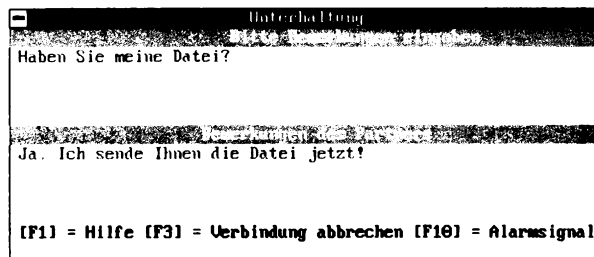 Unterhaltung
Bitte Bemerkungen eingeben
Haben Sie meine Datei?
Bemerkungen des Partners
Ja. Ich sende Ihnen die Datei jetzt!
[F1] = Hilfe [F3] = Verbindung abbrechen [F10] = Alarmsignal